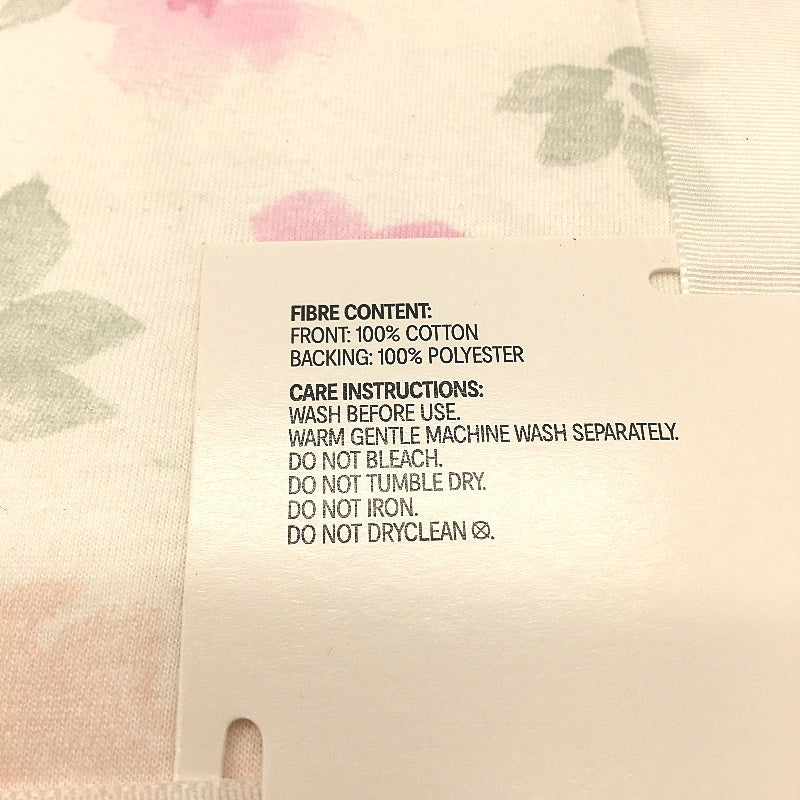 FIBRE CONTENT:
FRONT: 100% COTTON
BACKING: 100% POLYESTER
CARE INSTRUCTIONS:
WASH BEFORE USE.
WARM GENTLE MACHINE WASH SEPARATELY.
DO NOT BLEACH.
DO NOT TUMBLE DRY.
DO NOT IRON.
DO NOT DRYCLEAN ⮾.